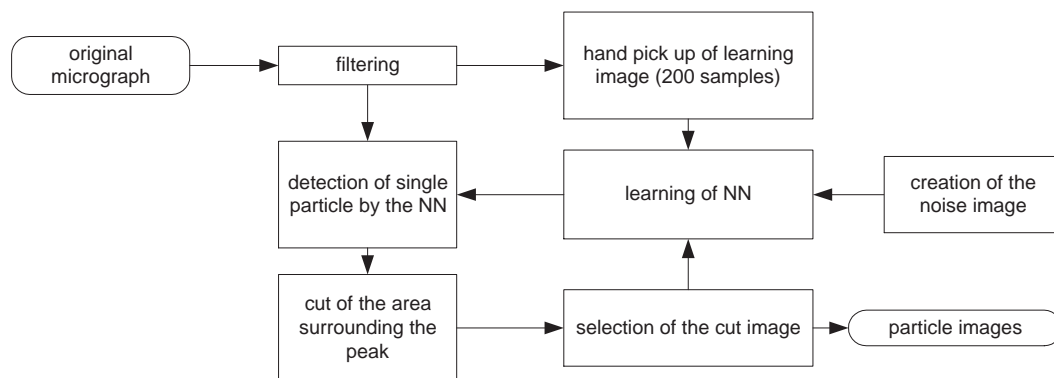 original
micrograph
filtering
hand pick up of learning
image (200 samples)
detection of single
particle by the NN
learning of NN
creation of the
noise image
cut of the area
surrounding the
peak
selection of the cut image
particle images